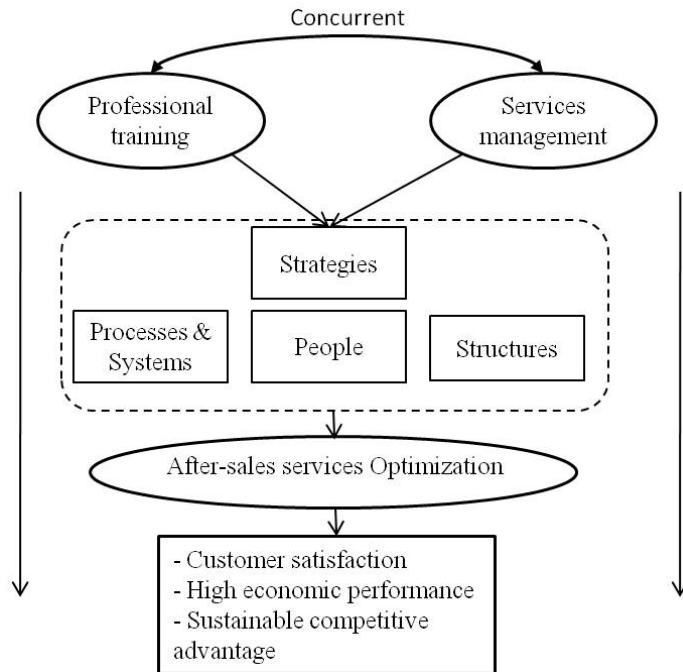 Concurrent
Professional
training
Services
management
Strategies
Processes &
Systems
People
Structures
After-sales services Optimization
- Customer satisfaction
- High economic performance
- Sustainable competitive
advantage